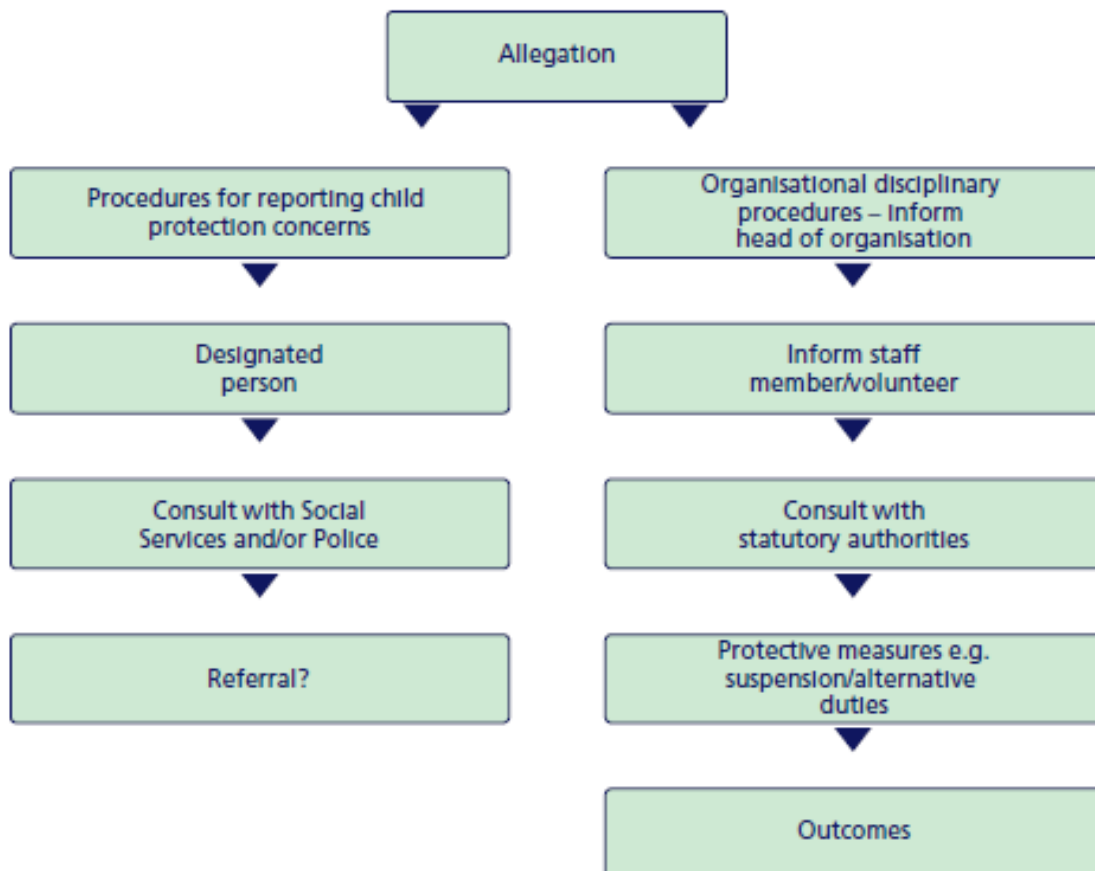 Allegation
Procedures for reporting child
protection concerns
Organisational disciplinary
procedures – inform
head of organisation
Designated
person
Inform staff
member/volunteer
Consult with Social
Services and/or Police
Consult with
statutory authorities
Referral?
Protective measures e.g.
suspension/alternative
duties
Outcomes